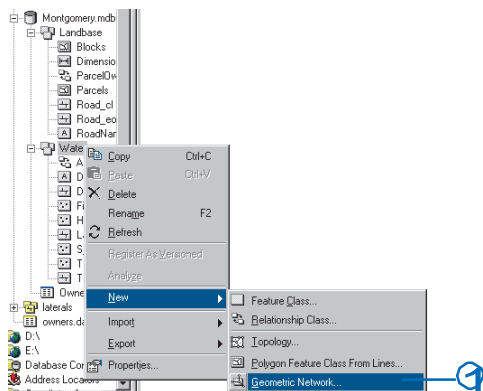 Montgomery.mdb
Landbase
Blocks
Dimensio
ParcelOw
Parcels
Road_cl
Road_eo
RoadNar
Wate
Copy Ctrl+C
Paste Ctrl+V
Delete
Rename F2
Refresh
Register As Versioned
Analyze
New
Import
Export
Properties...
A
D
D
Fi
H
La
S
T
T
Owne
laterals
owners.da
D:\
E:\
Database Cor
Address Locators
Feature Class...
Relationship Class...
Topology...
Polygon Feature Class From Lines...
Geometric Network...
1